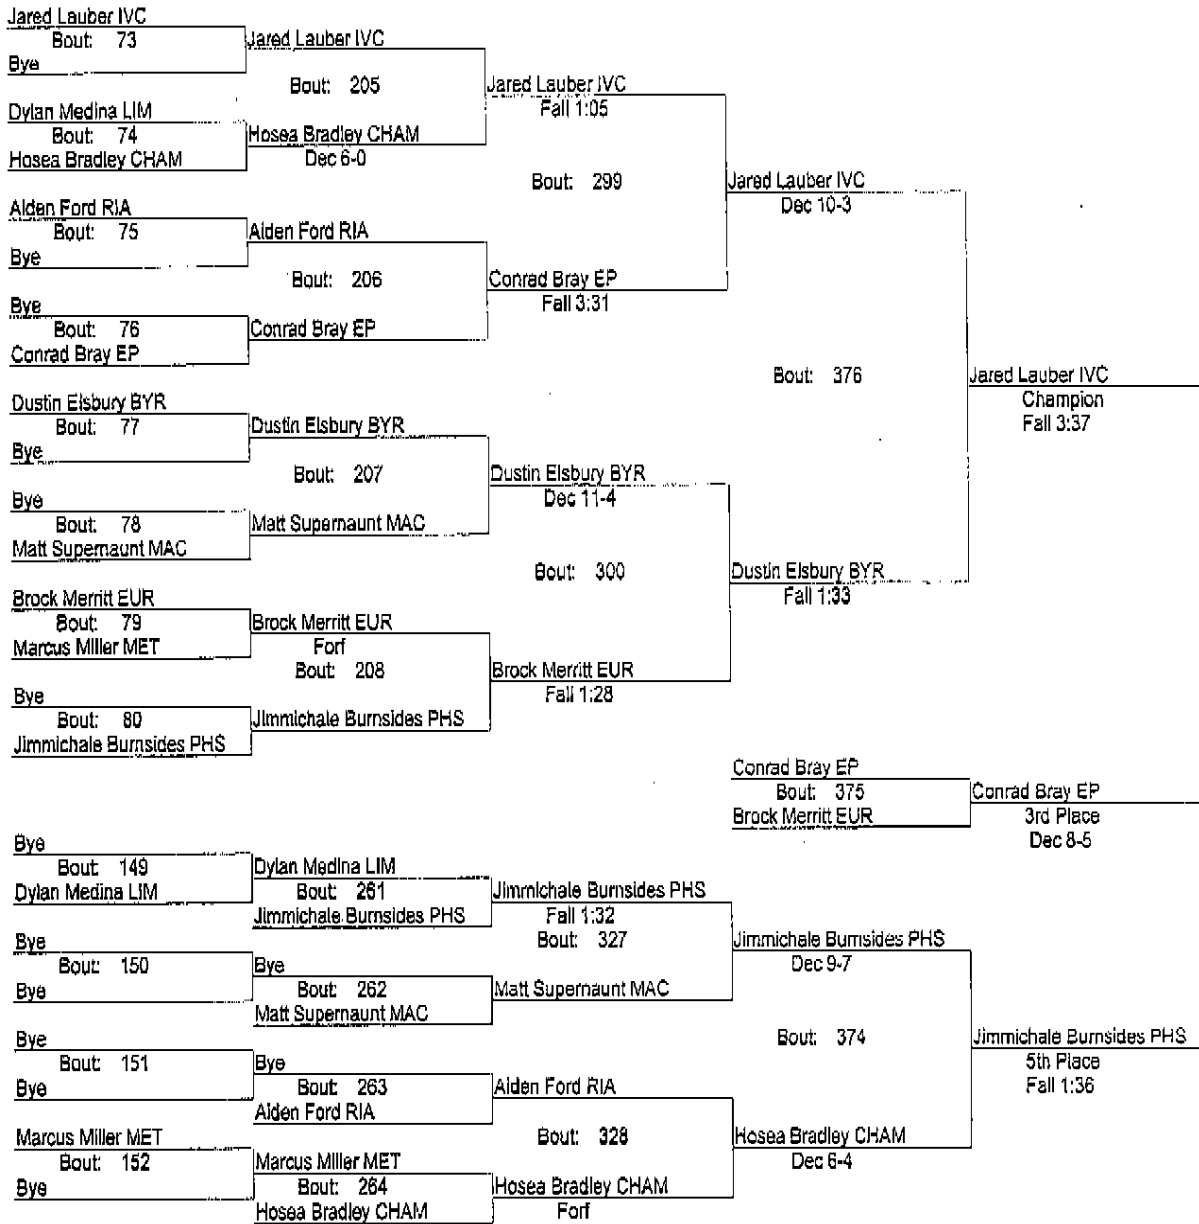 Jared Lauber IVC
Bout: 73
Bye
Jared Lauber IVC
Bout: 205
Dylan Medina LIM
Bout: 74
Hosea Bradley CHAM
Hosea Bradley CHAM
Dec 6-0
Jared Lauber IVC
Fall 1:05
Bout: 299
Aiden Ford RIA
Bout: 75
Bye
Aiden Ford RIA
Bout: 206
Bye
Bout: 76
Conrad Bray EP
Conrad Bray EP
Conrad Bray EP
Fall 3:31
Jared Lauber IVC
Dec 10-3
Bout: 376
Dustin Elsbury BYR
Bout: 77
Bye
Dustin Elsbury BYR
Bout: 207
Bye
Bout: 78
Matt Supernaunt MAC
Matt Supernaunt MAC
Dustin Elsbury BYR
Dec 11-4
Bout: 300
Brock Merritt EUR
Bout: 79
Marcus Miller MET
Brock Merritt EUR
Forf
Bout: 208
Bye
Bout: 80
Jimmichale Burnsides PHS
Jimmichale Burnsides PHS
Brock Merritt EUR
Fall 1:28
Dustin Elsbury BYR
Fall 1:33
Jared Lauber IVC
Champion
Fall 3:37
Conrad Bray EP
Bout: 375
Brock Merritt EUR
Conrad Bray EP
3rd Place
Dec 8-5
Bye
Bout: 149
Dylan Medina LIM
Dylan Medina LIM
Bout: 261
Jimmichale Burnsides PHS
Jimmichale Burnsides PHS
Fall 1:32
Bout: 327
Bye
Bout: 150
Bye
Bye
Bout: 262
Matt Supernaunt MAC
Matt Supernaunt MAC
Jimmichale Burnsides PHS
Dec 9-7
Bout: 374
Bye
Bout: 151
Bye
Bye
Bout: 263
Aiden Ford RIA
Aiden Ford RIA
Bout: 328
Marcus Miller MET
Bout: 152
Bye
Marcus Miller MET
Bout: 264
Hosea Bradley CHAM
Hosea Bradley CHAM
Forf
Hosea Bradley CHAM
Dec 6-4
Jimmichale Burnsides PHS
5th Place
Fall 1:36